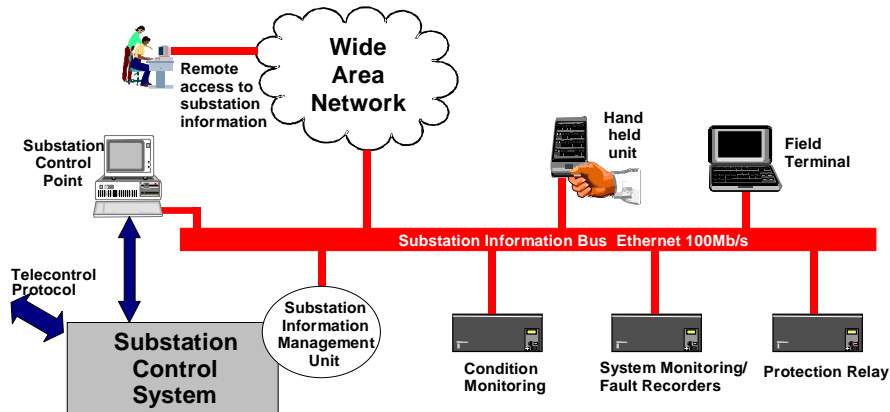 Wide
Area
Network
Remote
access to
substation
information
Substation
Control
Point
Hand
held
unit
Field
Terminal
Substation Information Bus Ethernet 100Mb/s
Telecontrol
Protocol
Substation
Information
Management
Unit
Substation
Control
System
Condition
Monitoring
System Monitoring/
Fault Recorders
Protection Relay